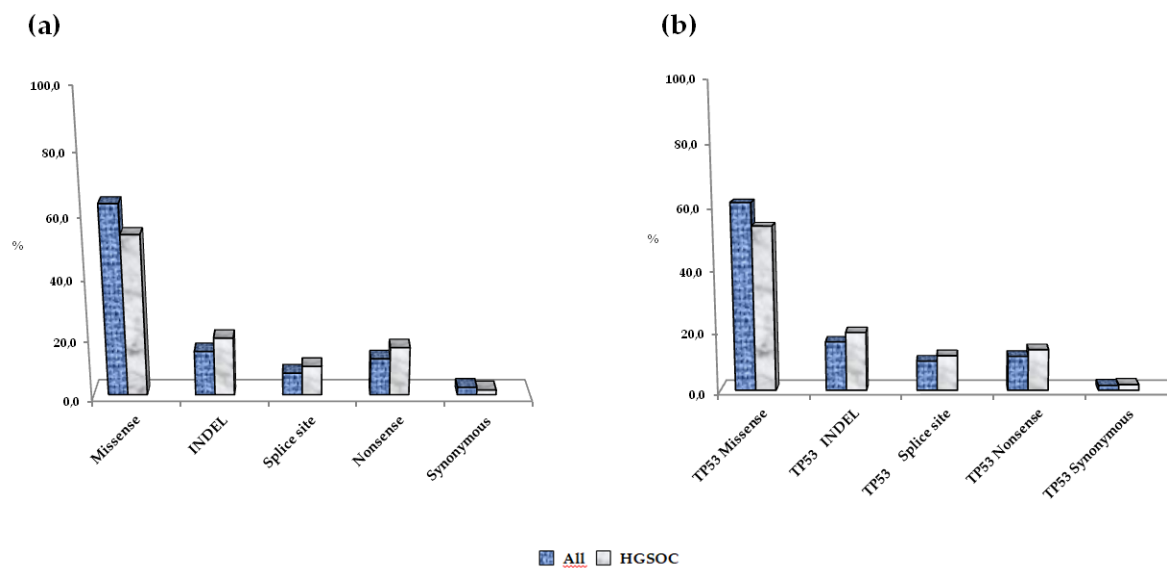 (a)
100,0
80,0
60,0
%
40,0
20,0
0,0
Missense
INDEL
Splice site
Nonsense
Synonymous
(b)
100,0
80,0
60,0
%
40,0
20,0
0,0
TP53 Missense
TP53 INDEL
TP53 Splice site
TP53 Nonsense
TP53 Synonymous
All HGSOC